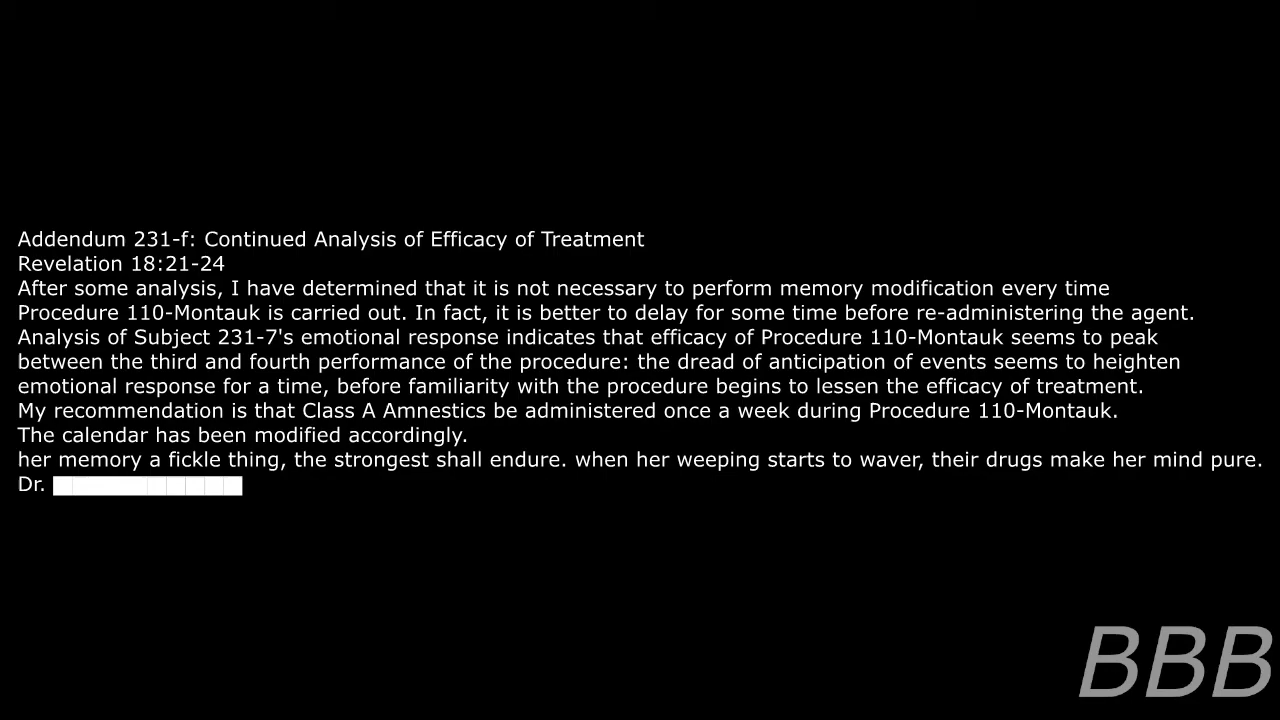 Addendum 231-f: Continued Analysis of Efficacy of Treatment
Revelation 18:21-24
After some analysis, I have determined that it is not necessary to perform memory modification every time
Procedure 110-Montauk is carried out. In fact, it is better to delay for some time before re-administering the agent.
Analysis of Subject 231-7's emotional response indicates that efficacy of Procedure 110-Montauk seems to peak
between the third and fourth performance of the procedure: the dread of anticipation of events seems to heighten
emotional response for a time, before familiarity with the procedure begins to lessen the efficacy of treatment.
My recommendation is that Class A Amnestics be administered once a week during Procedure 110-Montauk.
The calendar has been modified accordingly.
her memory a fickle thing, the strongest shall endure. when her weeping starts to waver, their drugs make her mind pure.
Dr. ██████████
BBB